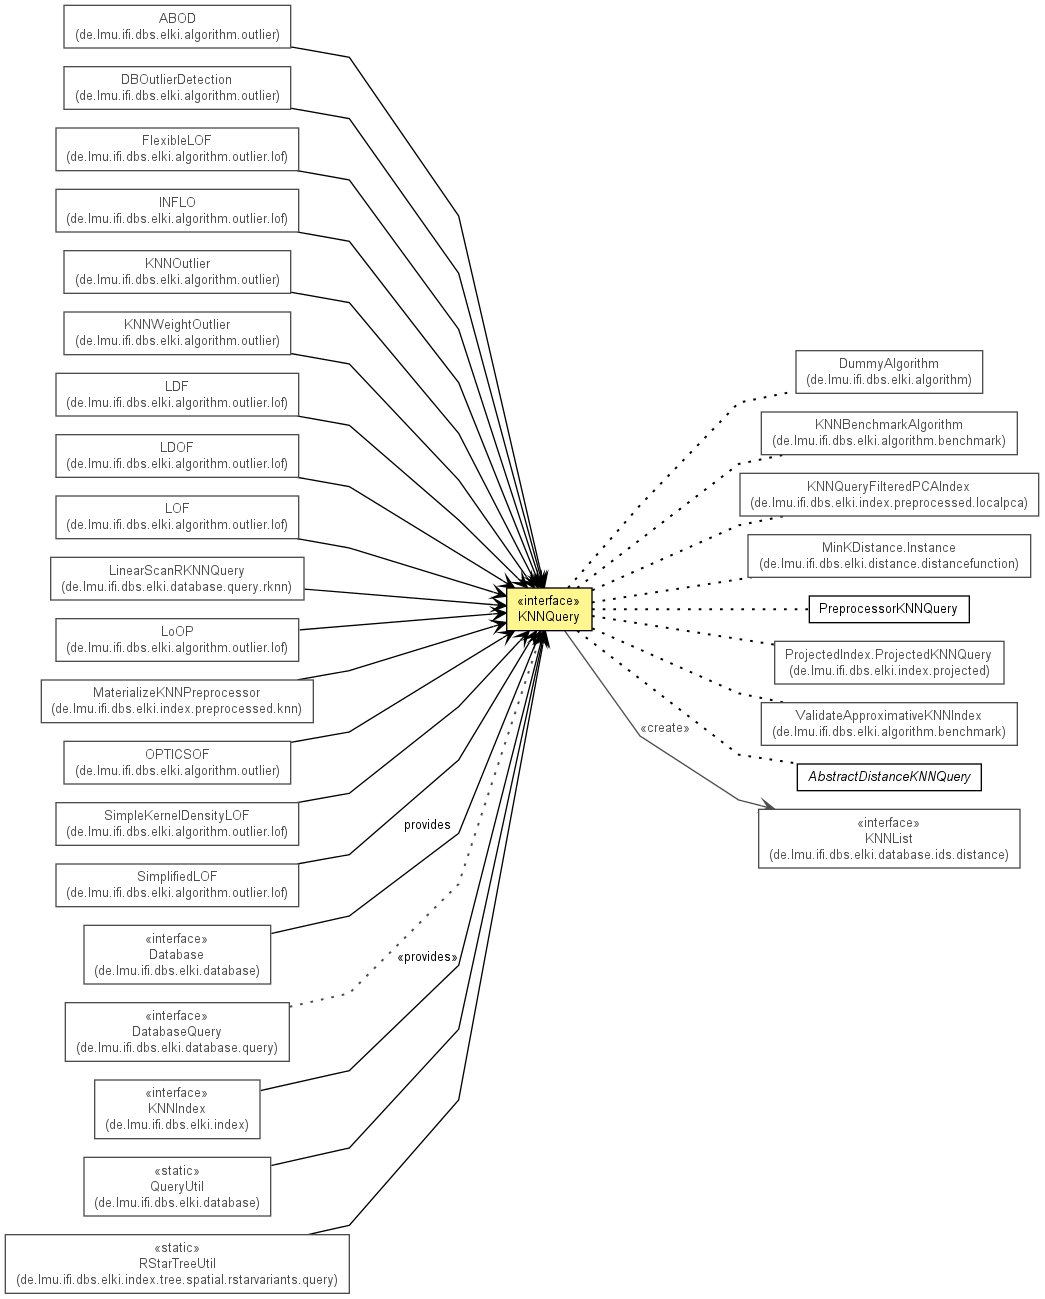 ABOD
(de.lmu.ifi.dbs.elki.algorithm.outlier)
DBOutlierDetection
(de.lmu.ifi.dbs.elki.algorithm.outlier)
FlexibleLOF
(de.lmu.ifi.dbs.elki.algorithm.outlier.lof)
INFLO
(de.lmu.ifi.dbs.elki.algorithm.outlier.lof)
KNNOutlier
(de.lmu.ifi.dbs.elki.algorithm.outlier)
KNNWeightOutlier
(de.lmu.ifi.dbs.elki.algorithm.outlier)
LDF
(de.lmu.ifi.dbs.elki.algorithm.outlier.lof)
LDOF
(de.lmu.ifi.dbs.elki.algorithm.outlier.lof)
LOF
(de.lmu.ifi.dbs.elki.algorithm.outlier.lof)
LinearScanRKNNQuery
(de.lmu.ifi.dbs.elki.database.query.rknn)
LoOP
(de.lmu.ifi.dbs.elki.algorithm.outlier.lof)
MaterializeKNNPreprocessor
(de.lmu.ifi.dbs.elki.index.preprocessed.knn)
OPTICSOF
(de.lmu.ifi.dbs.elki.algorithm.outlier)
SimpleKernelDensityLOF
(de.lmu.ifi.dbs.elki.algorithm.outlier.lof)
SimplifiedLOF
(de.lmu.ifi.dbs.elki.algorithm.outlier.lof)
«interface»
Database
(de.lmu.ifi.dbs.elki.database)
«interface»
DatabaseQuery
(de.lmu.ifi.dbs.elki.database.query)
«interface»
KNNIndex
(de.lmu.ifi.dbs.elki.index)
«static»
QueryUtil
(de.lmu.ifi.dbs.elki.database)
«static»
RStarTreeUtil
(de.lmu.ifi.dbs.elki.index.tree.spatial.rstarvariants.query)
provides
«provides»
«interface»
KNNQuery
«create»
DummyAlgorithm
(de.lmu.ifi.dbs.elki.algorithm)
KNNBenchmarkAlgorithm
(de.lmu.ifi.dbs.elki.algorithm.benchmark)
KNNQueryFilteredPCAIndex
(de.lmu.ifi.dbs.elki.index.preprocessed.localpca)
MinKDistance.Instance
(de.lmu.ifi.dbs.elki.distance.distancefunction)
PreprocessorKNNQuery
ProjectedIndex.ProjectedKNNQuery
(de.lmu.ifi.dbs.elki.index.projected)
ValidateApproximativeKNNIndex
(de.lmu.ifi.dbs.elki.algorithm.benchmark)
AbstractDistanceKNNQuery
«interface»
KNNList
(de.lmu.ifi.dbs.elki.database.ids.distance)